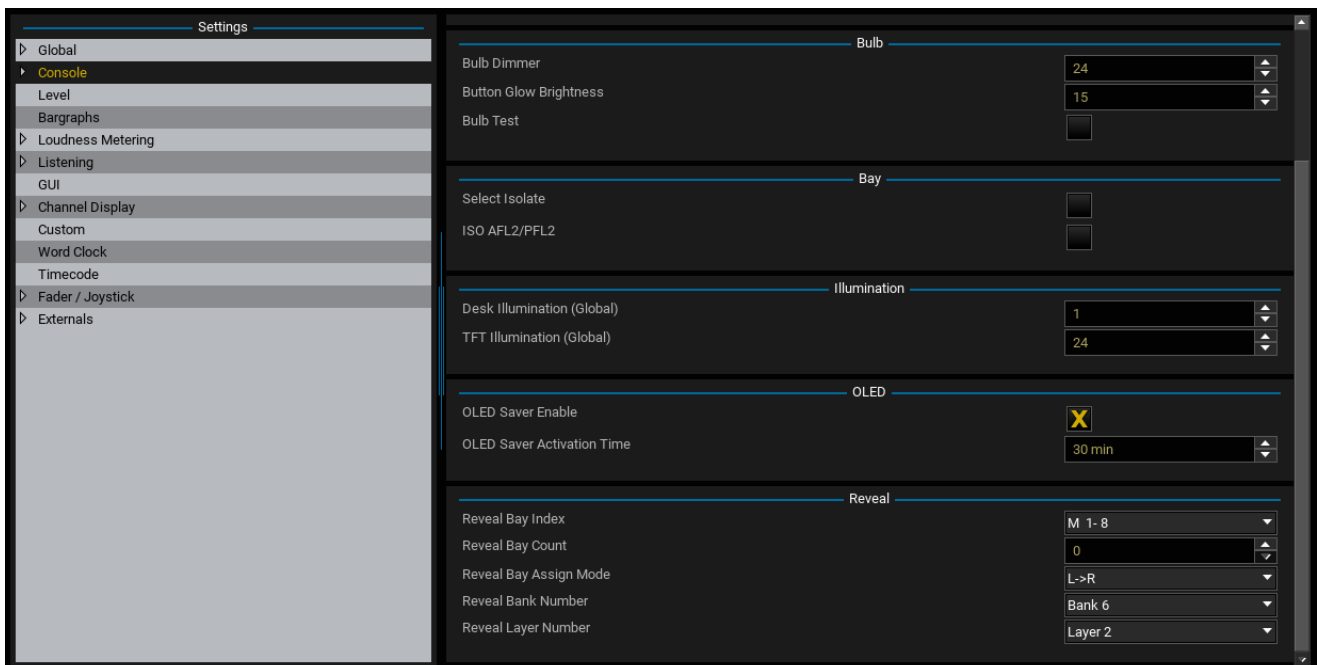 Settings
Global
Console
Level
Bargraphs
Loudness Metering
Listening
GUI
Channel Display
Custom
Word Clock
Timecode
Fader / Joystick
Externals
Bulb
Bulb Dimmer 24
Button Glow Brightness 15
Bulb Test
Bay
Select Isolate
ISO AFL2/PFL2
Illumination
Desk Illumination (Global) 1
TFT Illumination (Global) 24
OLED
OLED Saver Enable X
OLED Saver Activation Time 30 min
Reveal
Reveal Bay Index M 1- 8
Reveal Bay Count 0
Reveal Bay Assign Mode L->R
Reveal Bank Number Bank 6
Reveal Layer Number Layer 2